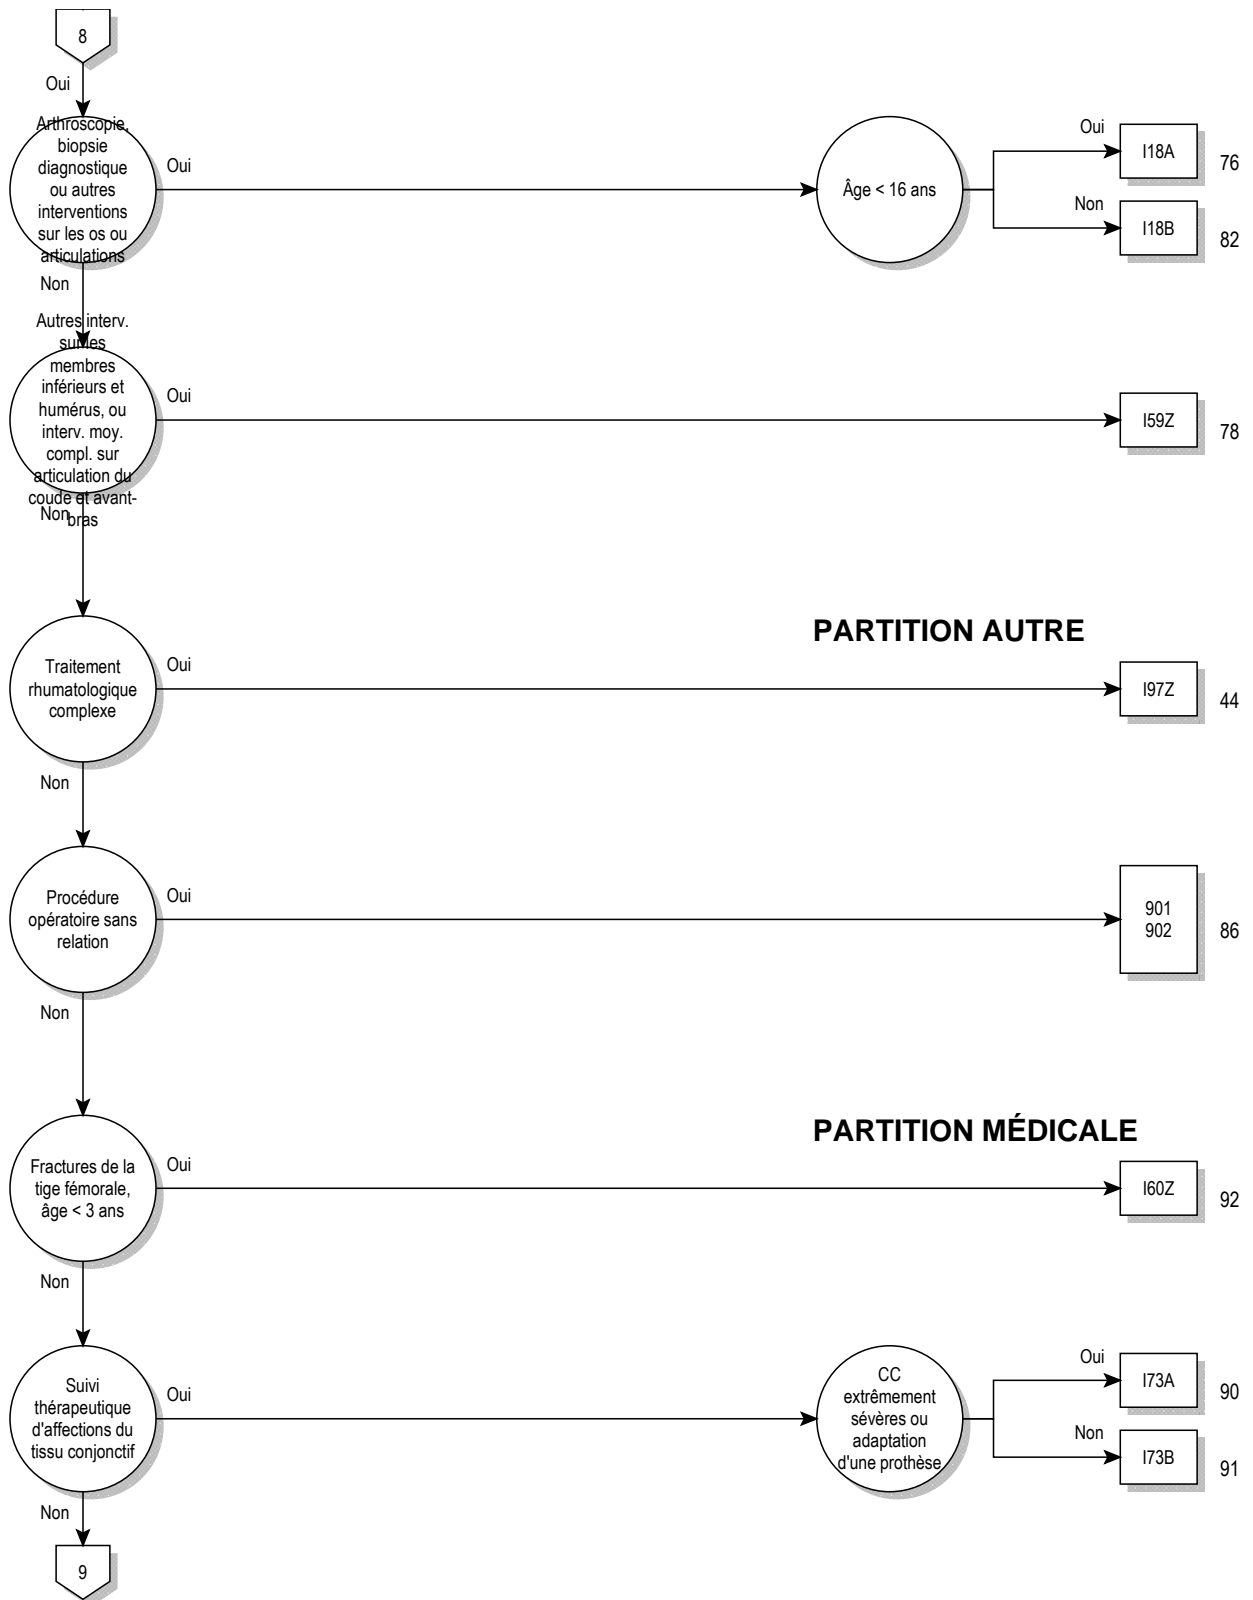 8
Oui
Arthroscopie,
biopsie
diagnostique
ou autres
interventions
sur les os ou
articulations
Oui
Âge < 16 ans
Oui
I18A
76
Non
I18B
82
Non
Autres interv.
sur les
membres
inférieurs et
humérus, ou
interv. moy.
compl. sur
articulation du
coude et avant-
bras
Oui
I59Z
78
Non
PARTITION AUTRE
Traitement
rhumatologique
complexe
Oui
I97Z
44
Non
Procédure
opératoire sans
relation
Oui
901
902
86
Non
PARTITION MÉDICALE
Fractures de la
tige fémorale,
âge < 3 ans
Oui
I60Z
92
Non
Suivi
thérapeutique
d'affections du
tissu conjonctif
Oui
CC
extrêmement
sévères ou
adaptation
d'une prothèse
Oui
I73A
90
Non
I73B
91
Non
9